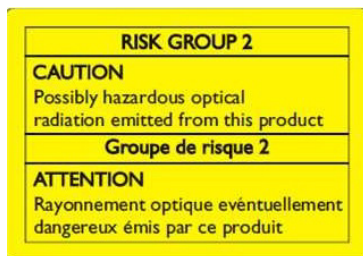 RISK GROUP 2
CAUTION
Possibly hazardous optical
radiation emitted from this product
Groupe de risque 2
ATTENTION
Rayonnement optique evéntuellement
dangereux émis par ce produit